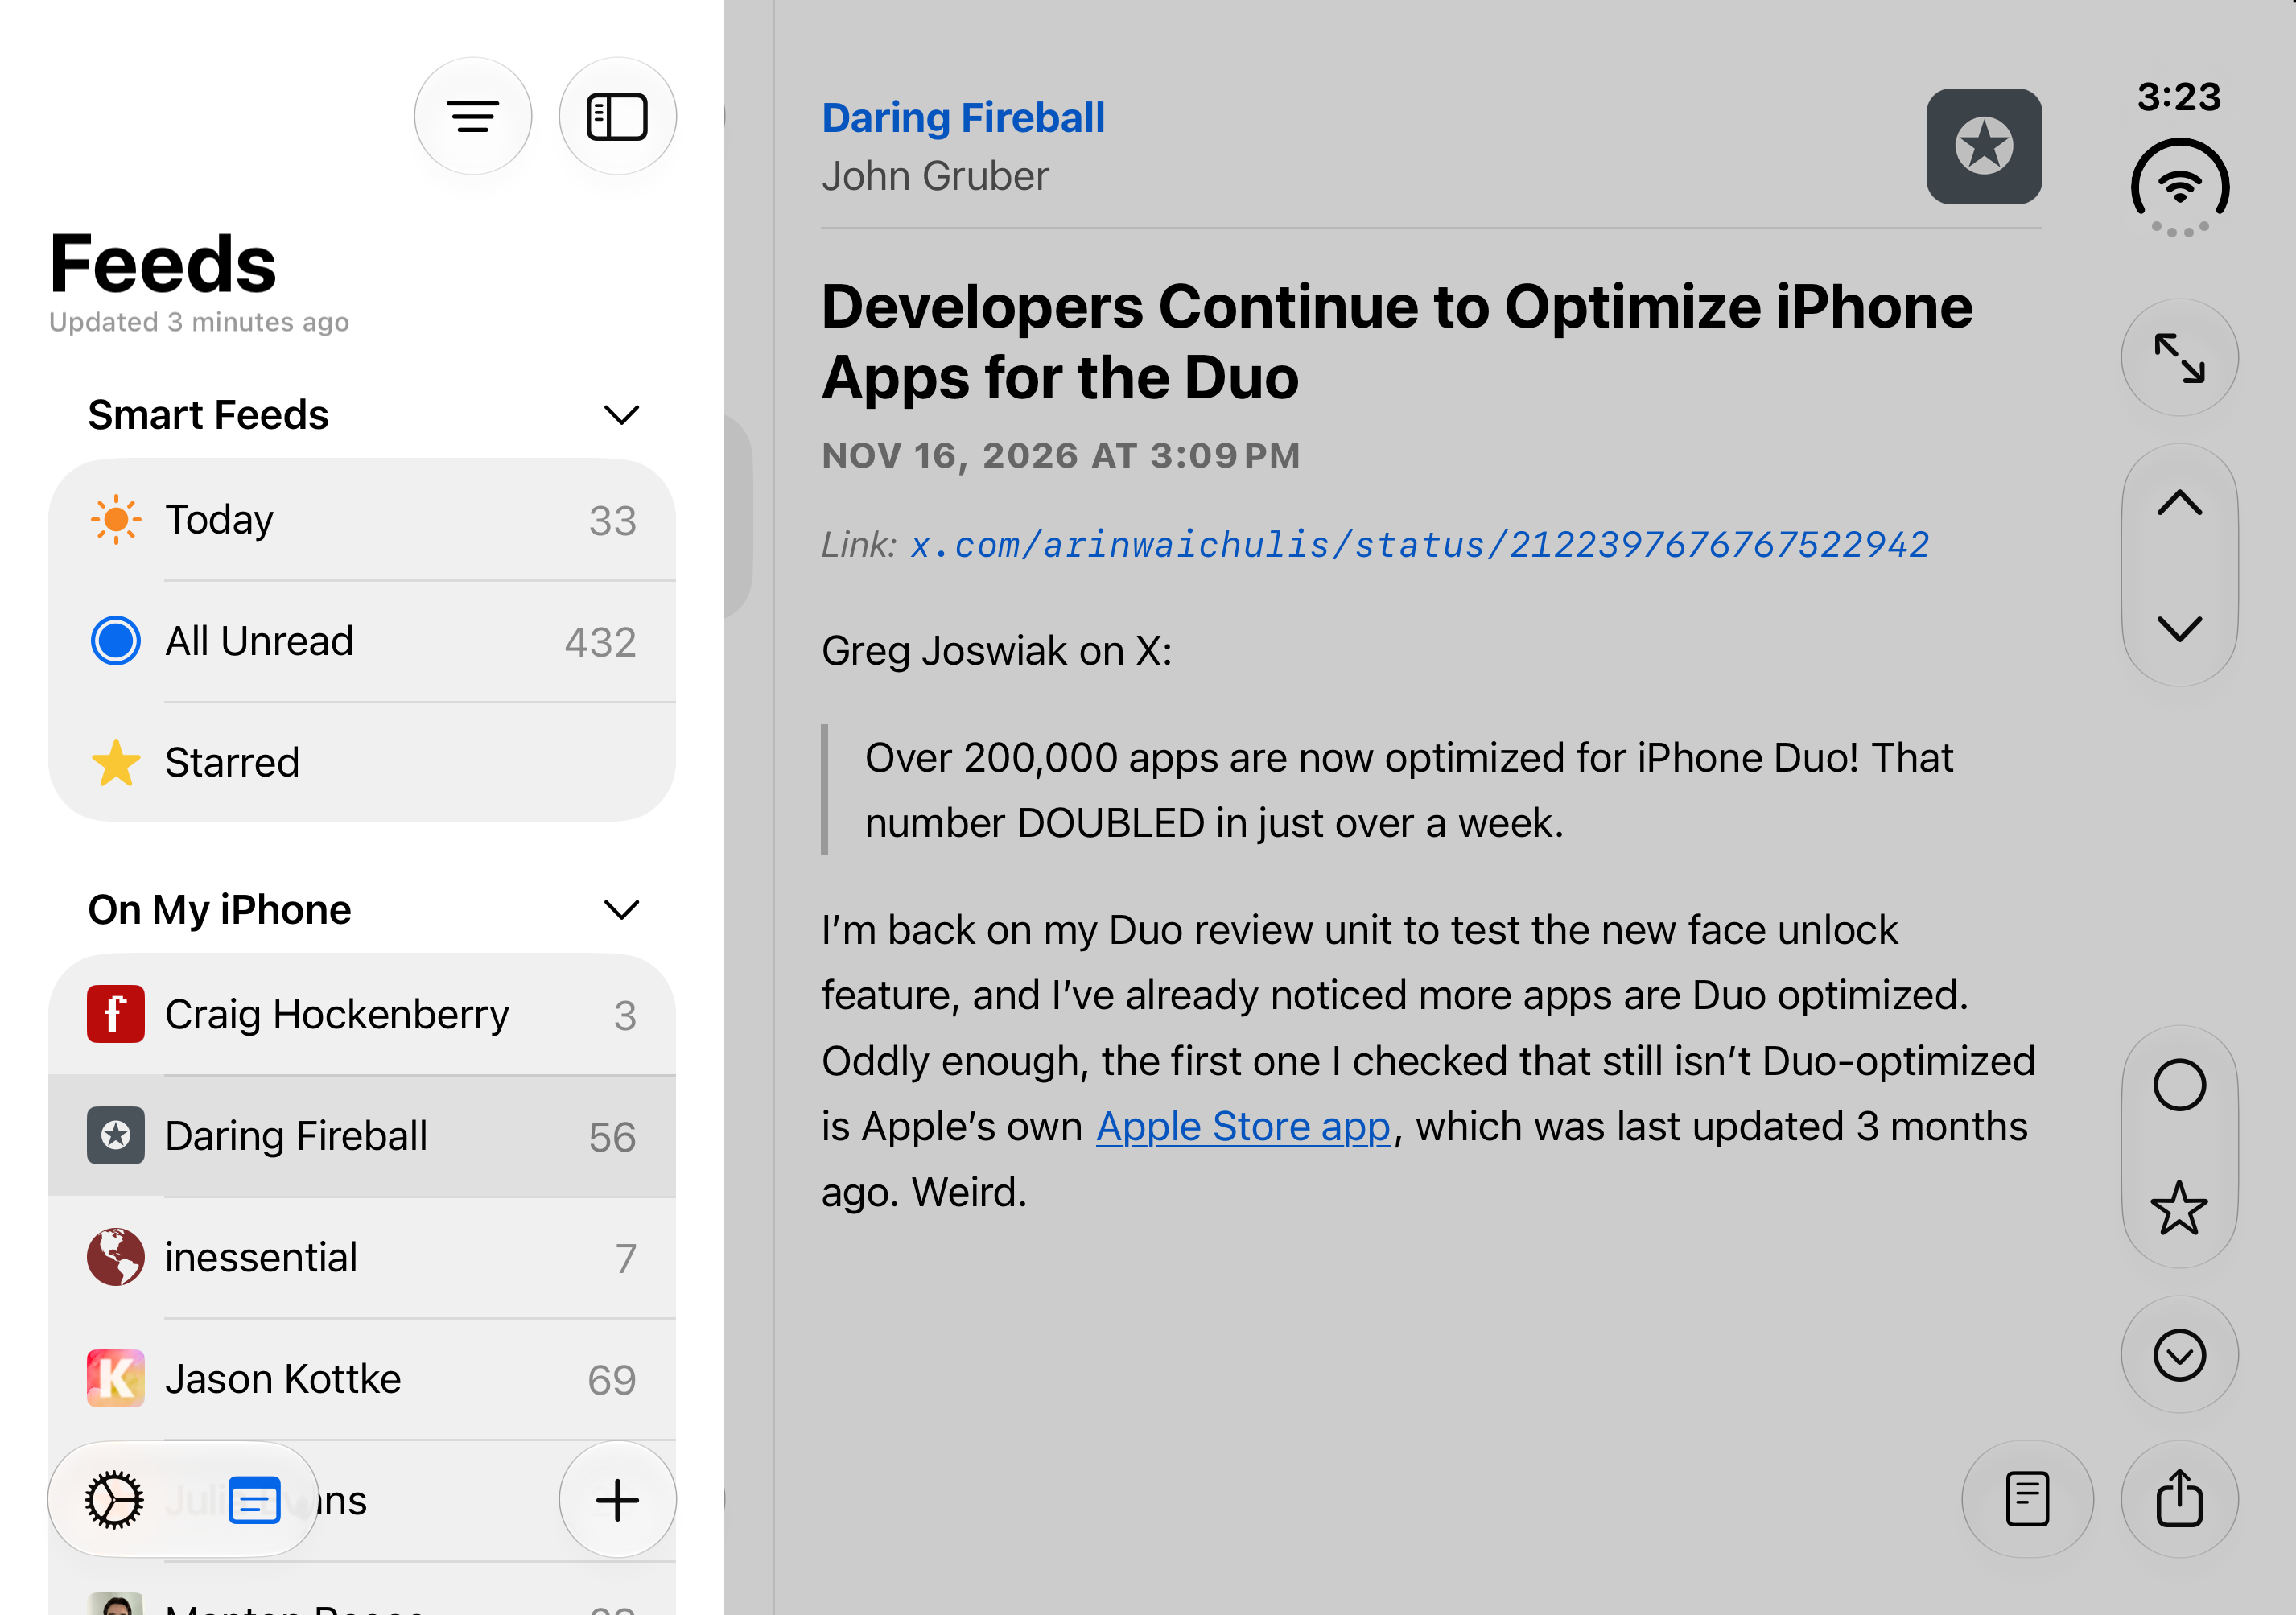 Feeds
Updated 3 minutes ago
Smart Feeds
Today 33
All Unread 432
Starred
On My iPhone
Craig Hockenberry 3
Daring Fireball 56
inessential 7
Jason Kottke 69
3:23
Daring Fireball
John Gruber
Developers Continue to Optimize iPhone
Apps for the Duo
NOV 16, 2026 AT 3:09 PM
Link: x.com/arinwaichulis/status/2122397676767522942
Greg Joswiak on X:
Over 200,000 apps are now optimized for iPhone Duo! That
number DOUBLED in just over a week.
I’m back on my Duo review unit to test the new face unlock
feature, and I’ve already noticed more apps are Duo optimized.
Oddly enough, the first one I checked that still isn’t Duo-optimized
is Apple’s own Apple Store app, which was last updated 3 months
ago. Weird.